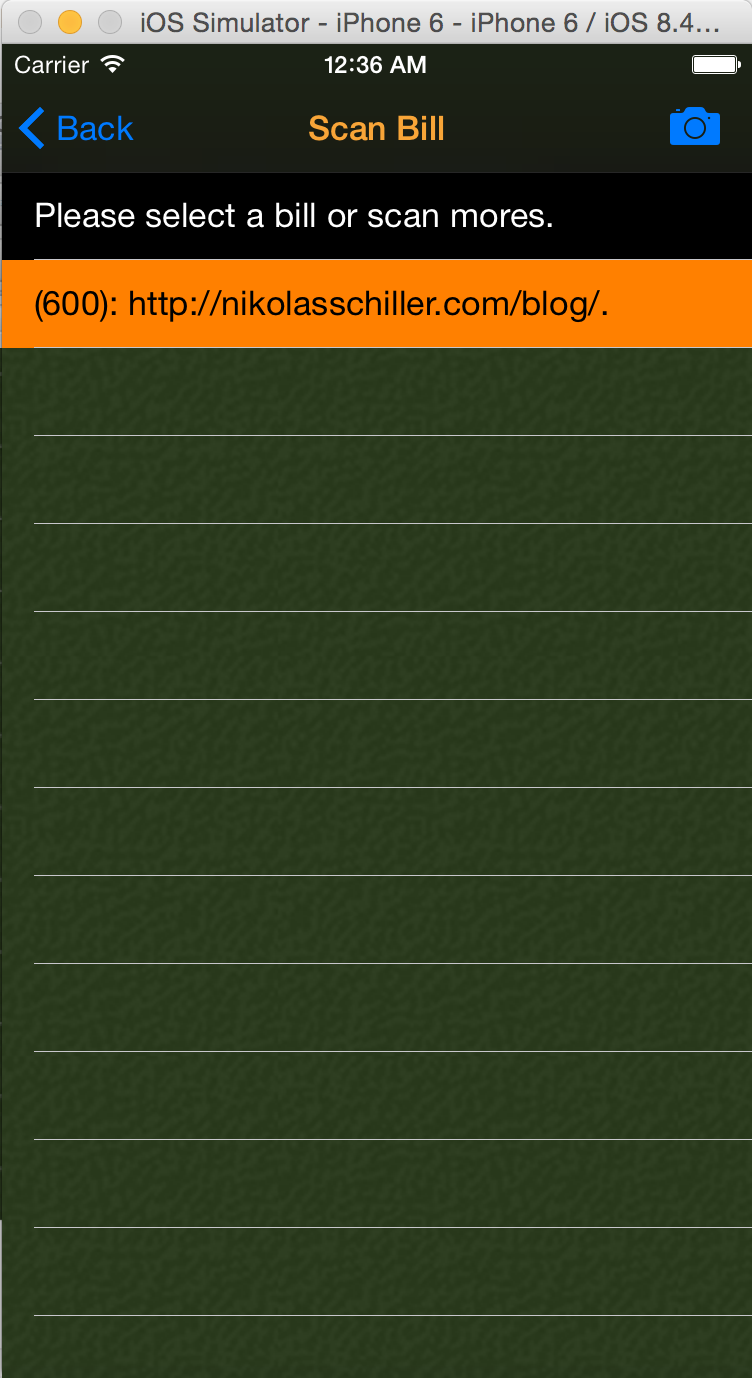 iOS Simulator - iPhone 6 - iPhone 6 / iOS 8.4...
Carrier 12:36 AM
Back Scan Bill
Please select a bill or scan mores.
(600): http://nikolasschiller.com/blog/.